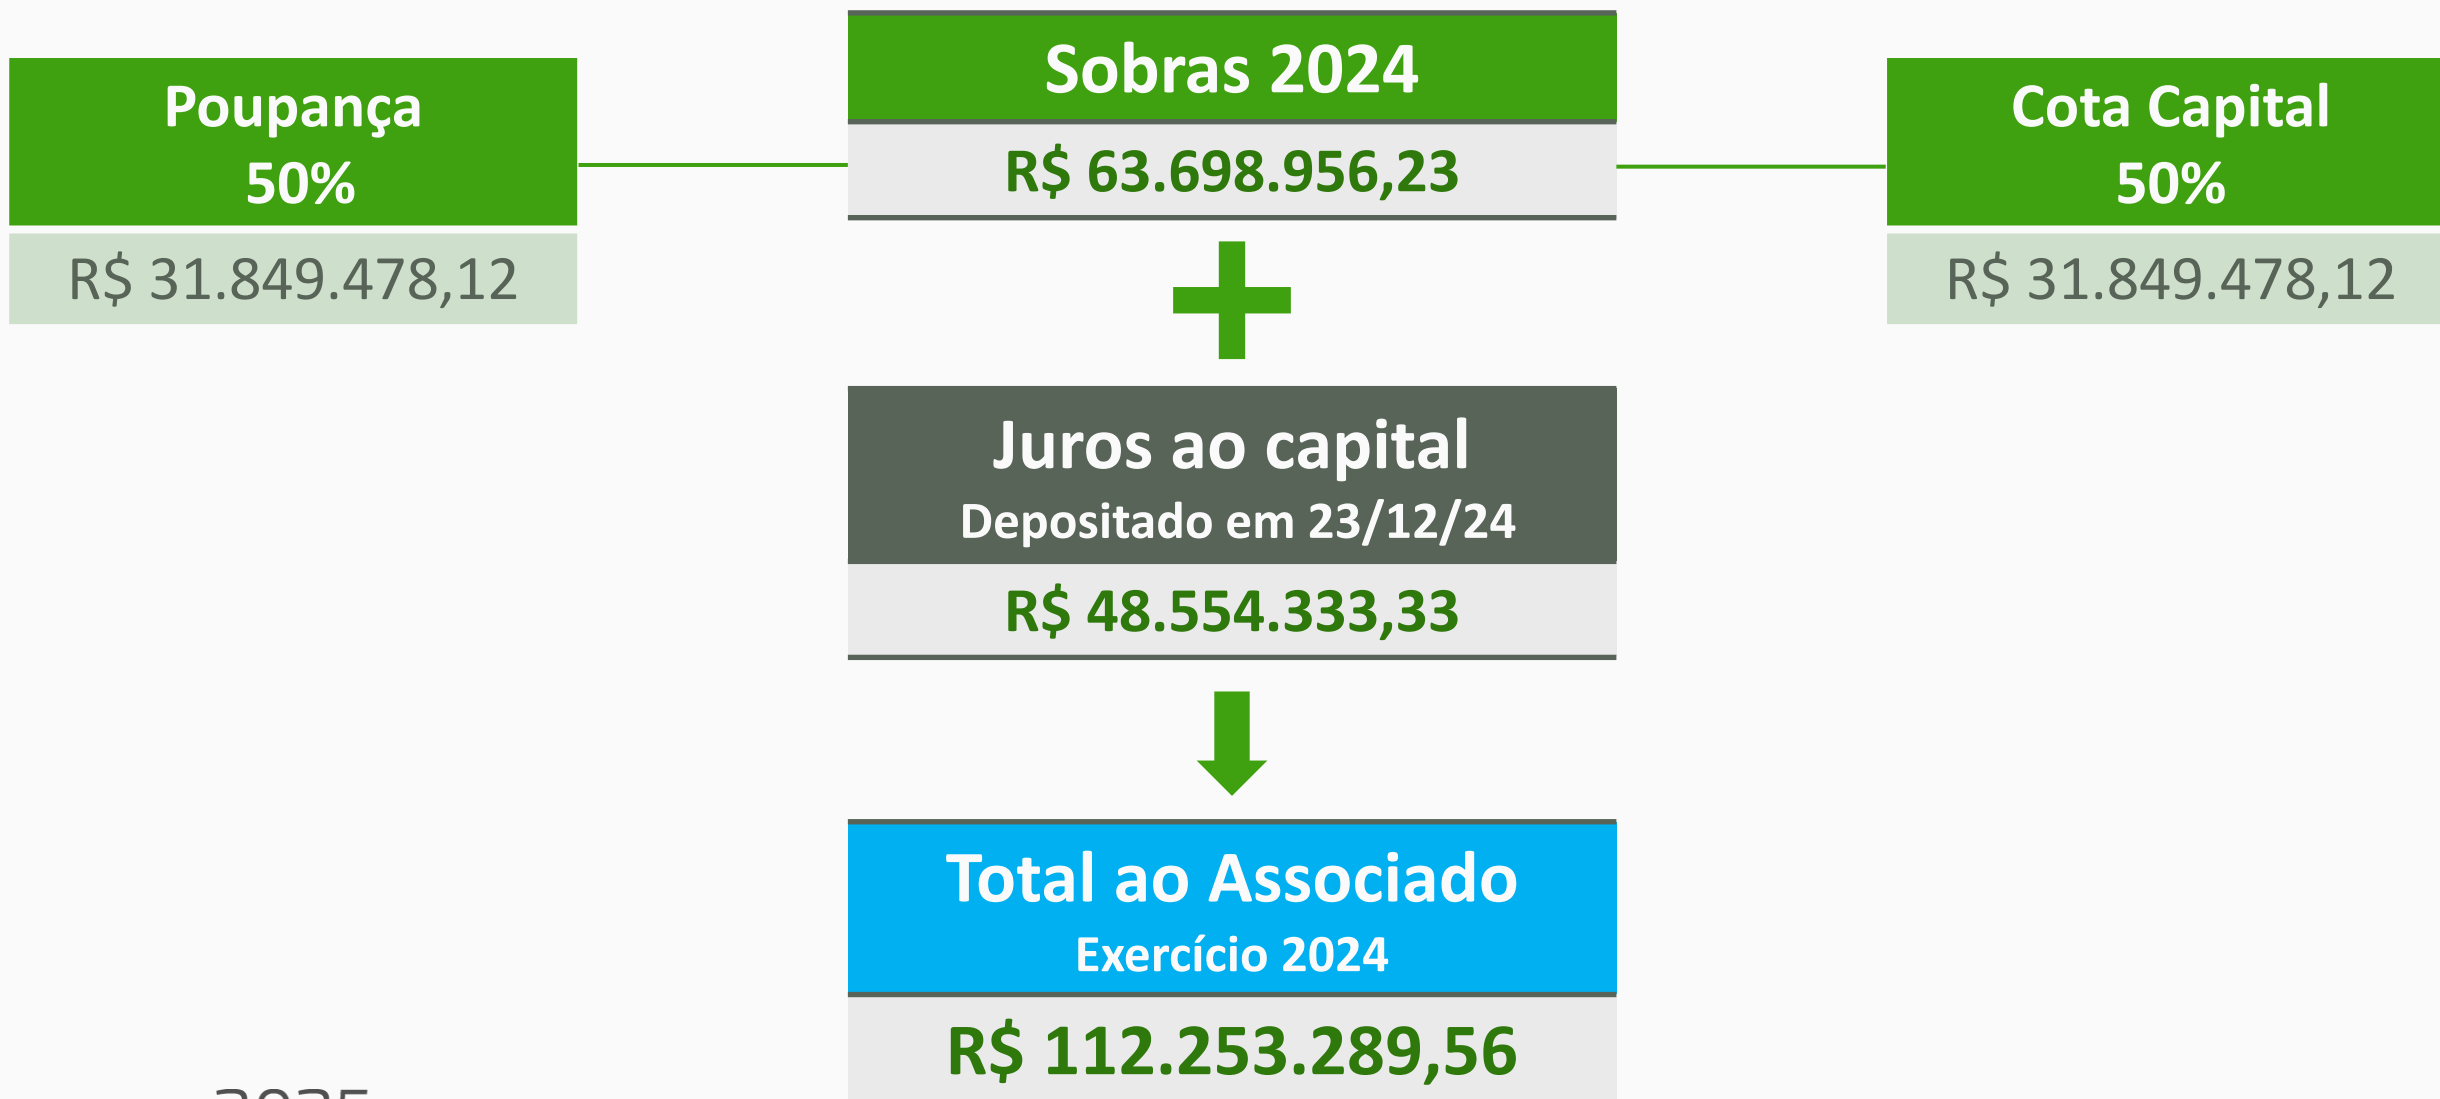 Sobras 2024
R$ 63.698.956,23
Poupança
50%
R$ 31.849.478,12
Cota Capital
50%
R$ 31.849.478,12
Juros ao capital
Depositado em 23/12/24
R$ 48.554.333,33
Total ao Associado
Exercício 2024
R$ 112.253.289,56